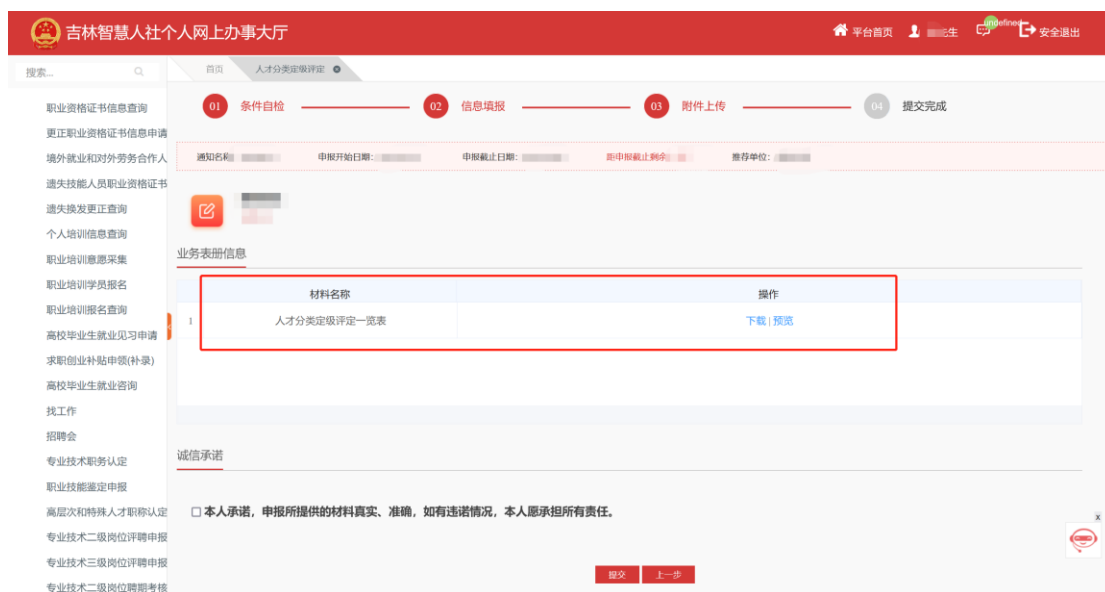 吉林智慧人社个人网上办事大厅
平台首页 生 undefined 安全退出
搜索...
首页 人才分类定级评定
01 条件自检 02 信息填报 03 附件上传 04 提交完成
通知名称 申报开始日期: 申报截止日期: 距申报截止剩余 推荐单位:
职业资格证书信息查询
更正职业资格证书信息申请
境外就业和对外劳务合作人
遗失技能人员职业资格证书
遗失换发更正查询
个人培训信息查询
职业培训意愿采集
职业培训学员报名
职业培训报名查询
高校毕业生就业见习申请
求职创业补贴申领(补录)
高校毕业生就业咨询
找工作
招聘会
专业技术职务认定
职业技能鉴定申报
高层次和特殊人才职称认定
专业技术二级岗位评聘申报
专业技术三级岗位评聘申报
专业技术二级岗位聘期考核
业务表册信息
材料名称 操作
1 人才分类定级评定一览表 下载 | 预览
诚信承诺
本人承诺，申报所提供的材料真实、准确，如有违诺情况，本人愿承担所有责任。
x
提交 上一步